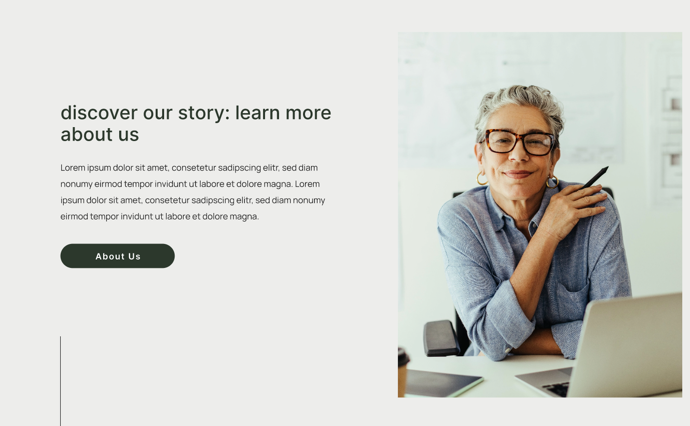 discover our story: learn more
about us
Lorem ipsum dolor sit amet, consetetur sadipscing elitr, sed diam
nonumy eirmod tempor invidunt ut labore et dolore magna. Lorem
ipsum dolor sit amet, consetetur sadipscing elitr, sed diam nonumy
eirmod tempor invidunt ut labore et dolore magna.
About Us